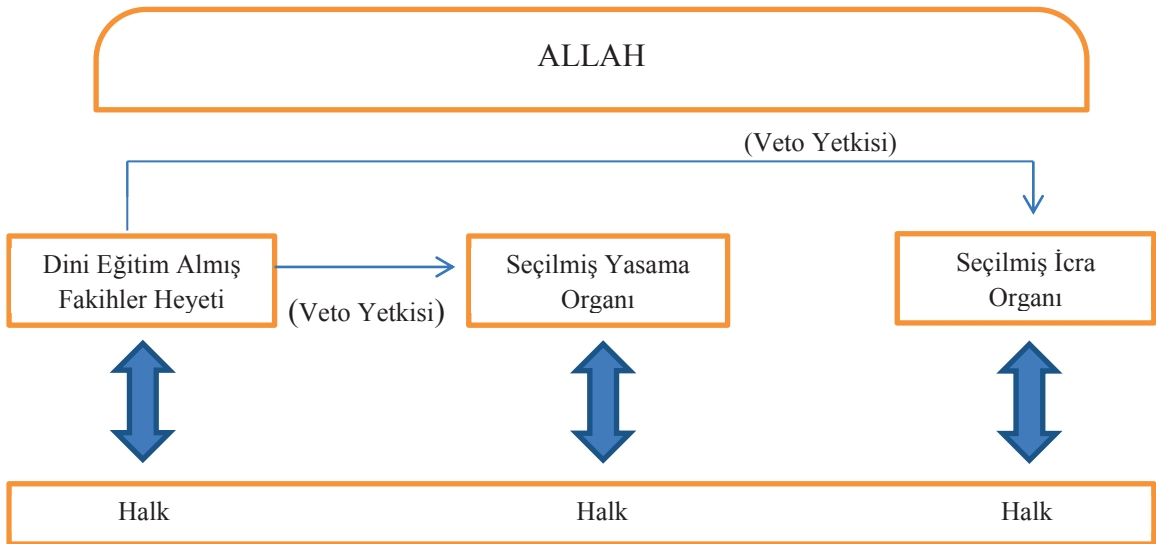 ALLAH
(Veto Yetkisi)
Dini Eğitim Almış
Fakihler Heyeti
(Veto Yetkisi)
Seçilmiş Yasama
Organı
Seçilmiş İcra
Organı
Halk
Halk
Halk